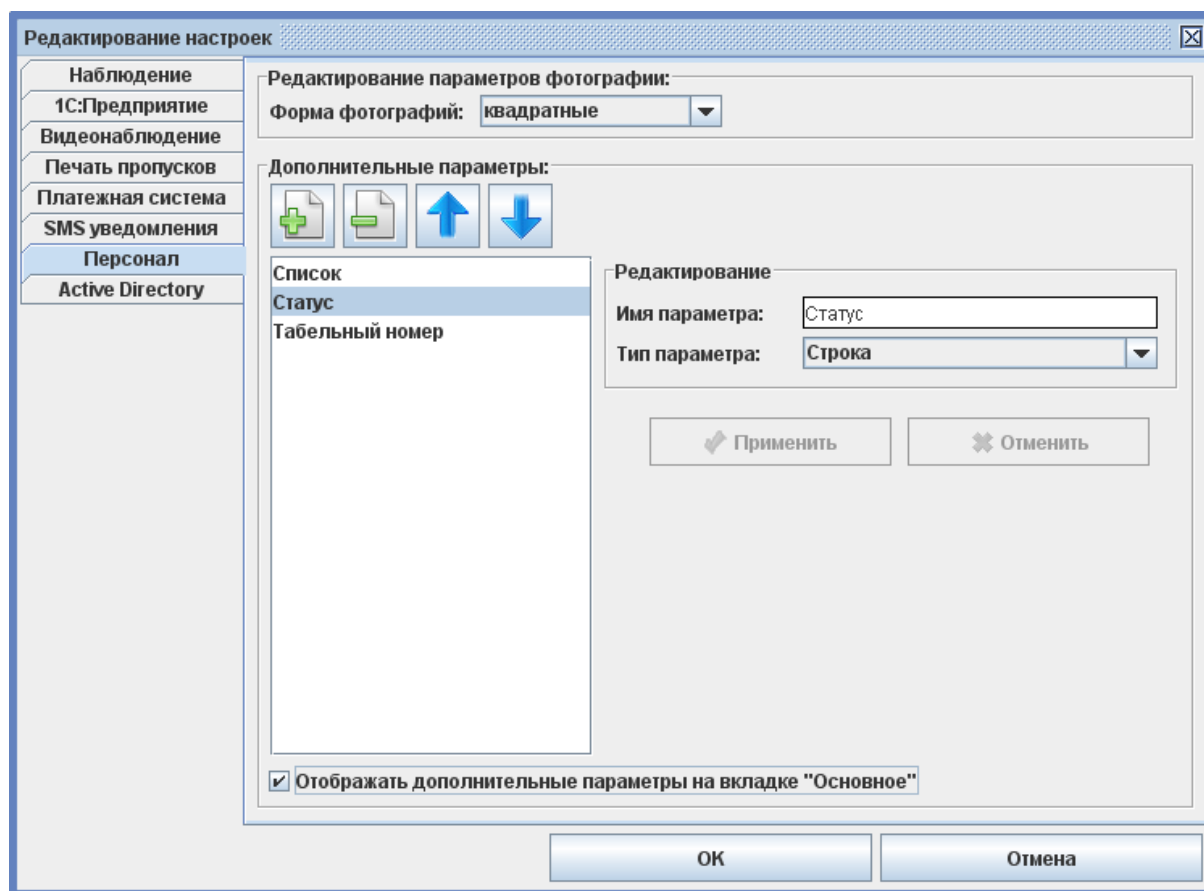 Редактирование настроек
Наблюдение
1С:Предприятие
Видеонаблюдение
Печать пропусков
Платежная система
SMS уведомления
Персонал
Active Directory
Редактирование параметров фотографии:
Форма фотографий: квадратные
Дополнительные параметры:
Список
Статус
Табельный номер
Редактирование
Имя параметра: Статус
Тип параметра: Строка
Применить Отменить
Отображать дополнительные параметры на вкладке "Основное"
ОК Отмена